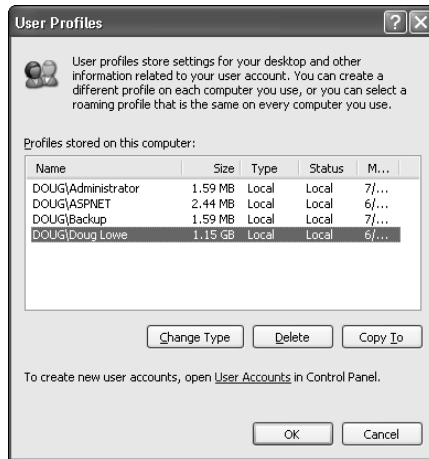 User Profiles
User profiles store settings for your desktop and other
information related to your user account. You can create a
different profile on each computer you use, or you can select a
roaming profile that is the same on every computer you use.
Profiles stored on this computer:
Name Size Type Status M...
DOUG\Administrator 1.59 MB Local Local 7/...
DOUG\ASPNET 2.44 MB Local Local 6/...
DOUG\Backup 1.59 MB Local Local 7/...
DOUG\Doug Lowe 1.15 GB Local Local 6/...
Change Type Delete Copy To
To create new user accounts, open User Accounts in Control Panel.
OK Cancel